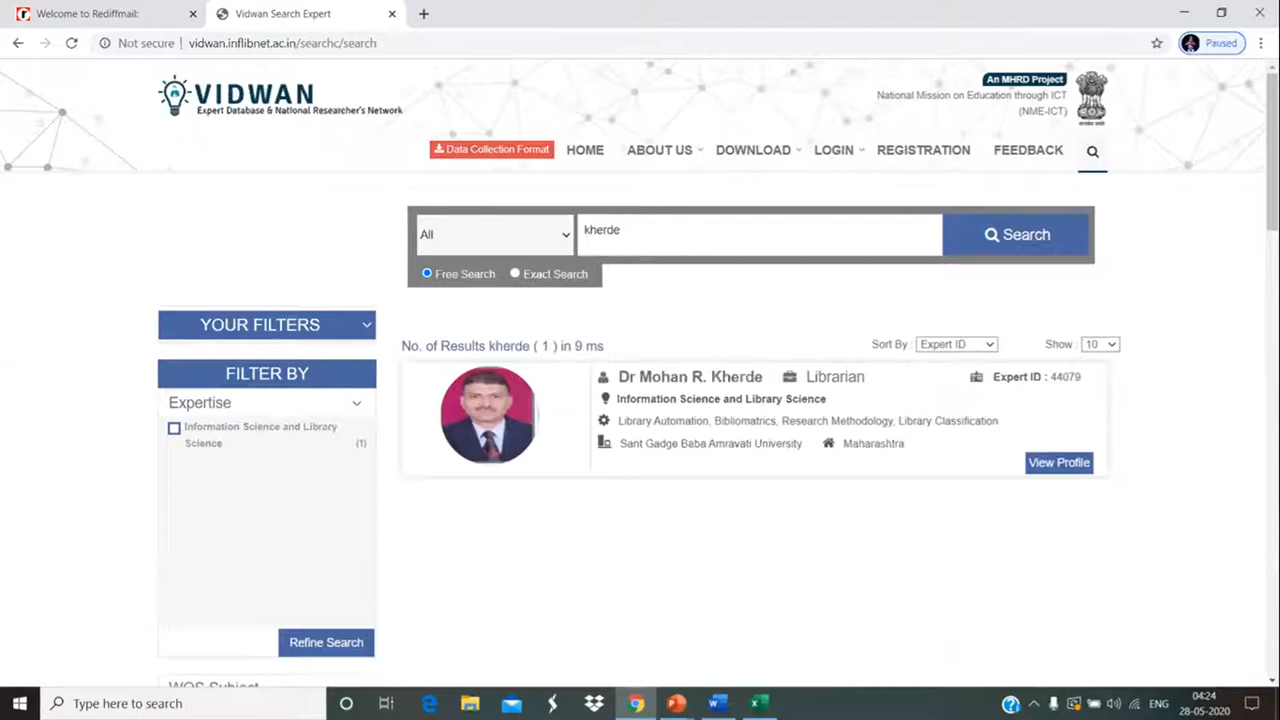 Welcome to Rediffmail:
Vidwan Search Expert
Not secure | vidwan.inflibnet.ac.in/searchc/search
Paused
VIDWAN
Expert Database & National Researcher's Network
An MHRD Project
National Mission on Education through ICT
(NME-ICT)
Data Collection Format
HOME
ABOUT US
DOWNLOAD
LOGIN
REGISTRATION
FEEDBACK
All
kherde
Search
Free Search
Exact Search
YOUR FILTERS
No. of Results kherde ( 1 ) in 9 ms
Sort By : Expert ID
Show : 10
FILTER BY
Expertise
Information Science and Library
Science (1)
Dr Mohan R. Kherde
Librarian
Expert ID : 44079
Information Science and Library Science
Library Automation, Bibliomatrics, Research Methodology, Library Classification
Sant Gadge Baba Amravati University
Maharashtra
View Profile
Refine Search
WOS Subject
Type here to search
ENG
04:24
28-05-2020